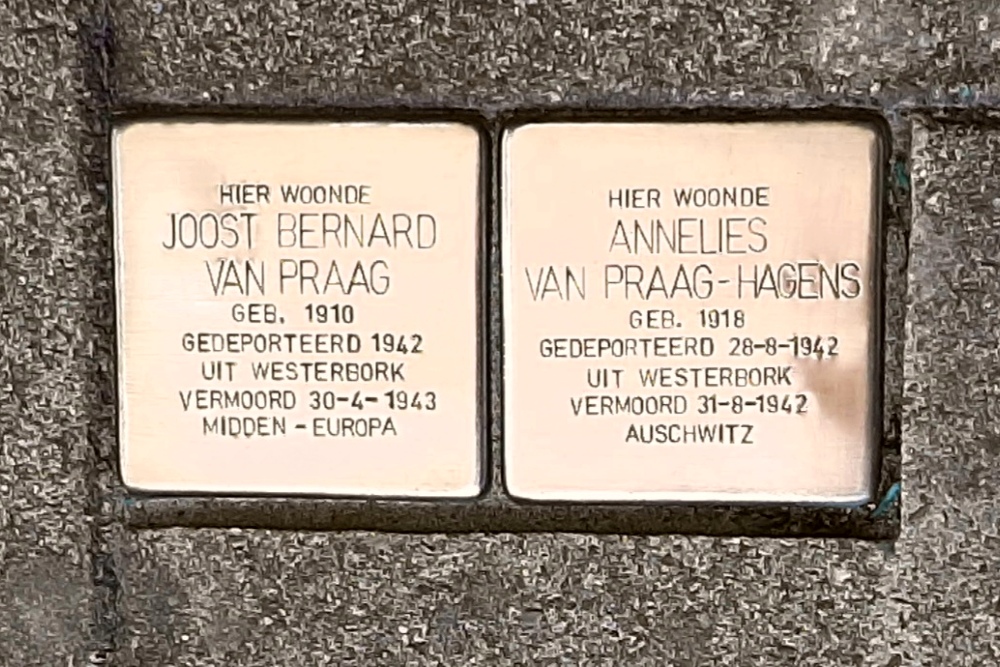 HIER WOONDE
JOOST BERNARD
VAN PRAAG
GEB. 1910
GEDEPORTEERD 1942
UIT WESTERBORK
VERMOORD 30-4-1943
MIDDEN-EUROPA
HIER WOONDE
ANNELIES
VAN PRAAG-HAGENS
GEB. 1918
GEDEPORTEERD 28-8-1942
UIT WESTERBORK
VERMOORD 31-8-1942
AUSCHWITZ